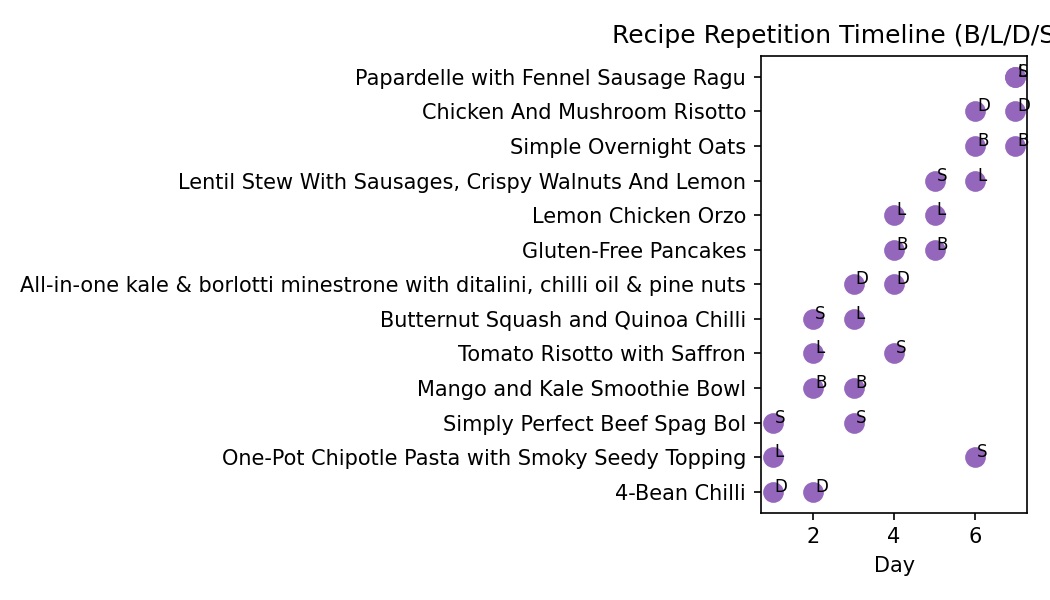 Recipe Repetition Timeline (B/L/D/S
Papardelle with Fennel Sausage Ragu
Chicken And Mushroom Risotto D D
Simple Overnight Oats B B
Lentil Stew With Sausages, Crispy Walnuts And Lemon S L
Lemon Chicken Orzo L L
Gluten-Free Pancakes B B
All-in-one kale & borlotti minestrone with ditalini, chilli oil & pine nuts D D
Butternut Squash and Quinoa Chilli S L
Tomato Risotto with Saffron L S
Mango and Kale Smoothie Bowl B B
Simply Perfect Beef Spag Bol S S
One-Pot Chipotle Pasta with Smoky Seedy Topping L S
4-Bean Chilli D D
2 4 6
Day